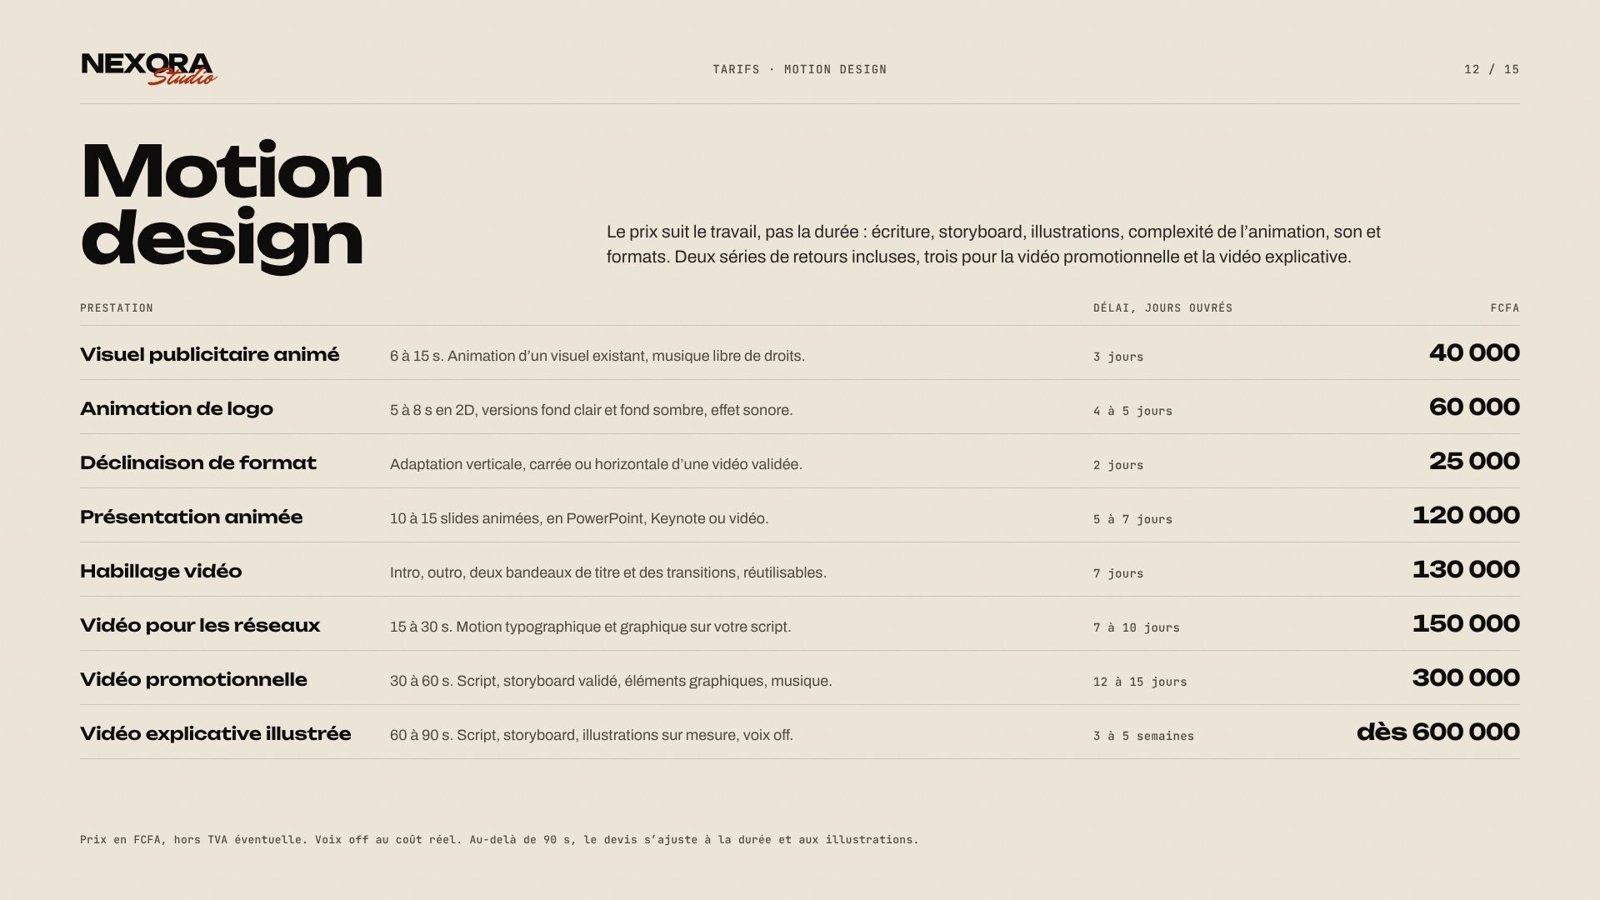 NEXORA
Studio
TARIFS · MOTION DESIGN
12 / 15
Motion
design
Le prix suit le travail, pas la durée : écriture, storyboard, illustrations, complexité de l’animation, son et
formats. Deux séries de retours incluses, trois pour la vidéo promotionnelle et la vidéo explicative.
PRESTATION DÉLAI, JOURS OUVRÉS FCFA
Visuel publicitaire animé 6 à 15 s. Animation d’un visuel existant, musique libre de droits. 3 jours 40 000
Animation de logo 5 à 8 s en 2D, versions fond clair et fond sombre, effet sonore. 4 à 5 jours 60 000
Déclinaison de format Adaptation verticale, carrée ou horizontale d’une vidéo validée. 2 jours 25 000
Présentation animée 10 à 15 slides animées, en PowerPoint, Keynote ou vidéo. 5 à 7 jours 120 000
Habillage vidéo Intro, outro, deux bandeaux de titre et des transitions, réutilisables. 7 jours 130 000
Vidéo pour les réseaux 15 à 30 s. Motion typographique et graphique sur votre script. 7 à 10 jours 150 000
Vidéo promotionnelle 30 à 60 s. Script, storyboard validé, éléments graphiques, musique. 12 à 15 jours 300 000
Vidéo explicative illustrée 60 à 90 s. Script, storyboard, illustrations sur mesure, voix off. 3 à 5 semaines dès 600 000
Prix en FCFA, hors TVA éventuelle. Voix off au coût réel. Au-delà de 90 s, le devis s’ajuste à la durée et aux illustrations.